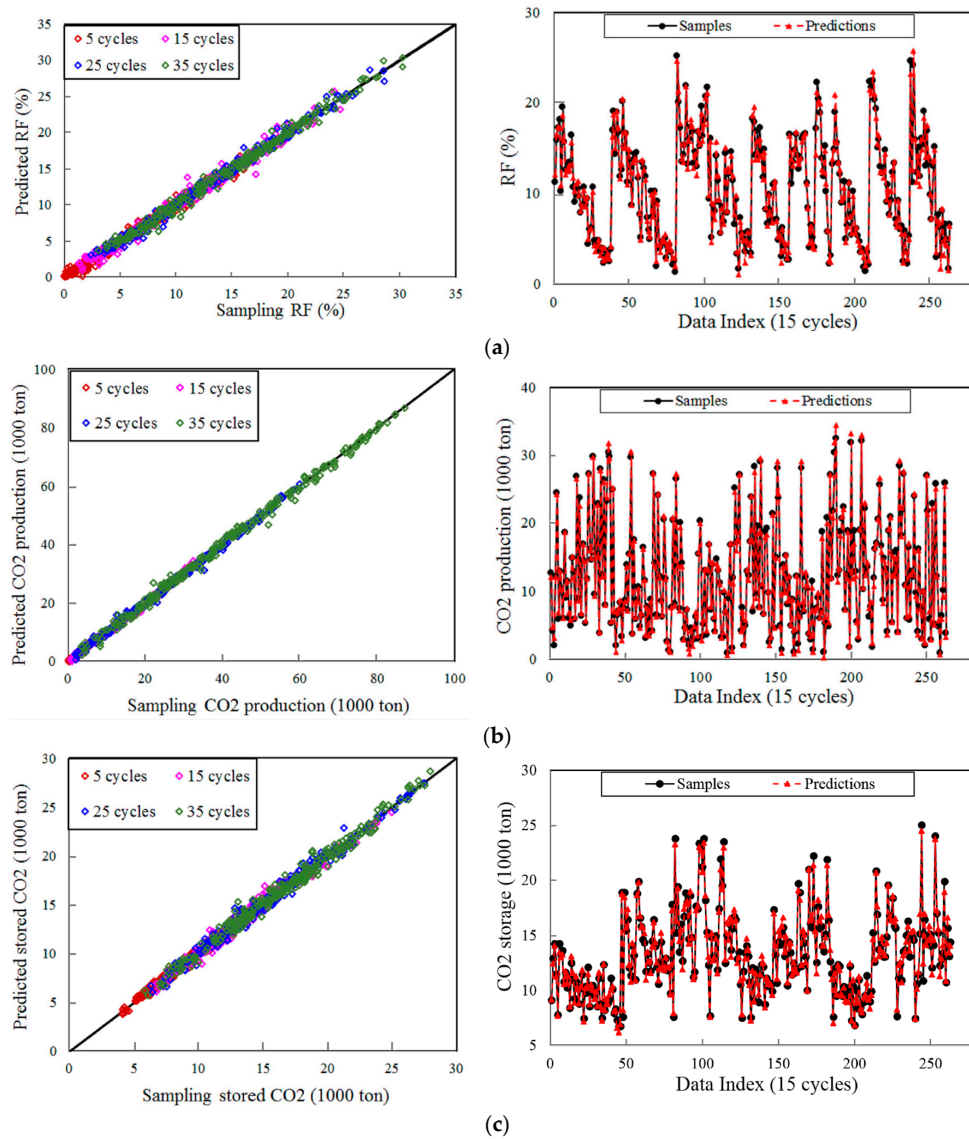 35
30
25
20
15
10
5
0
Predicted RF (%)
5 cycles
15 cycles
25 cycles
35 cycles
0
5
10
15
20
25
30
35
Sampling RF (%)
30
20
10
0
RF (%)
Samples
Predictions
0
50
100
150
200
250
Data Index (15 cycles)
(a)
100
80
60
40
20
0
Predicted CO2 production (1000 ton)
5 cycles
15 cycles
25 cycles
35 cycles
0
20
40
60
80
100
Sampling CO2 production (1000 ton)
40
30
20
10
0
CO2 production (1000 ton)
Samples
Predictions
0
50
100
150
200
250
Data Index (15 cycles)
(b)
30
25
20
15
10
5
0
Predicted stored CO2 (1000 ton)
5 cycles
15 cycles
25 cycles
35 cycles
0
5
10
15
20
25
30
Sampling stored CO2 (1000 ton)
30
25
20
15
10
5
CO2 storage (1000 ton)
Samples
Predictions
0
50
100
150
200
250
Data Index (15 cycles)
(c)